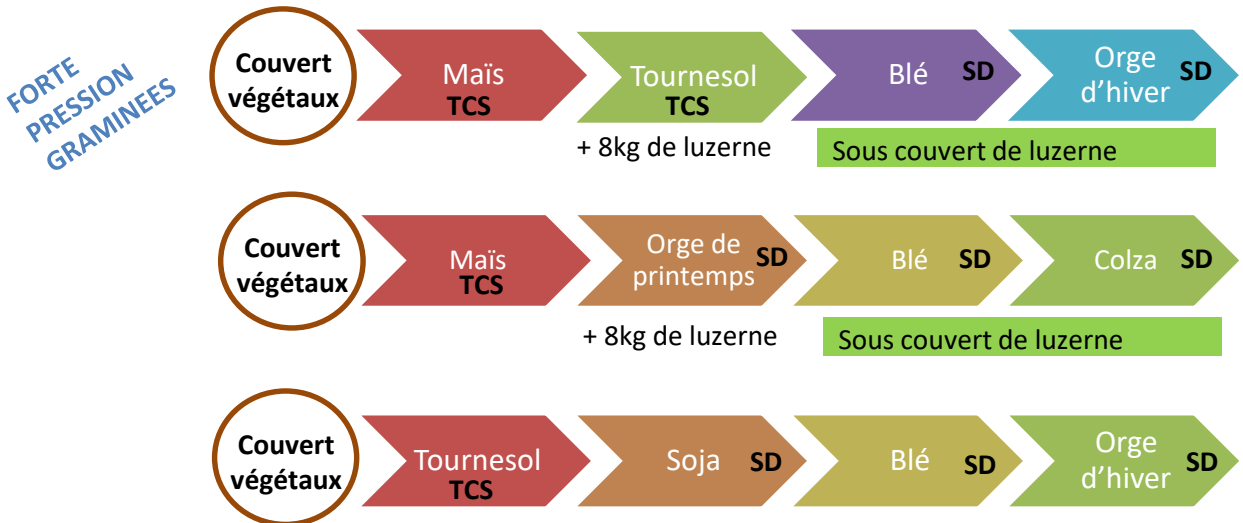 FORTE
PRESSION
GRAMINEES
Couvert
végétaux
Maïs
TCS
Tournesol
TCS
Blé SD
Orge
d'hiver SD
+ 8kg de luzerne
Sous couvert de luzerne
Couvert
végétaux
Maïs
TCS
Orge de
printemps SD
Blé SD
Colza SD
+ 8kg de luzerne
Sous couvert de luzerne
Couvert
végétaux
Tournesol
TCS
Soja SD
Blé SD
Orge
d'hiver SD